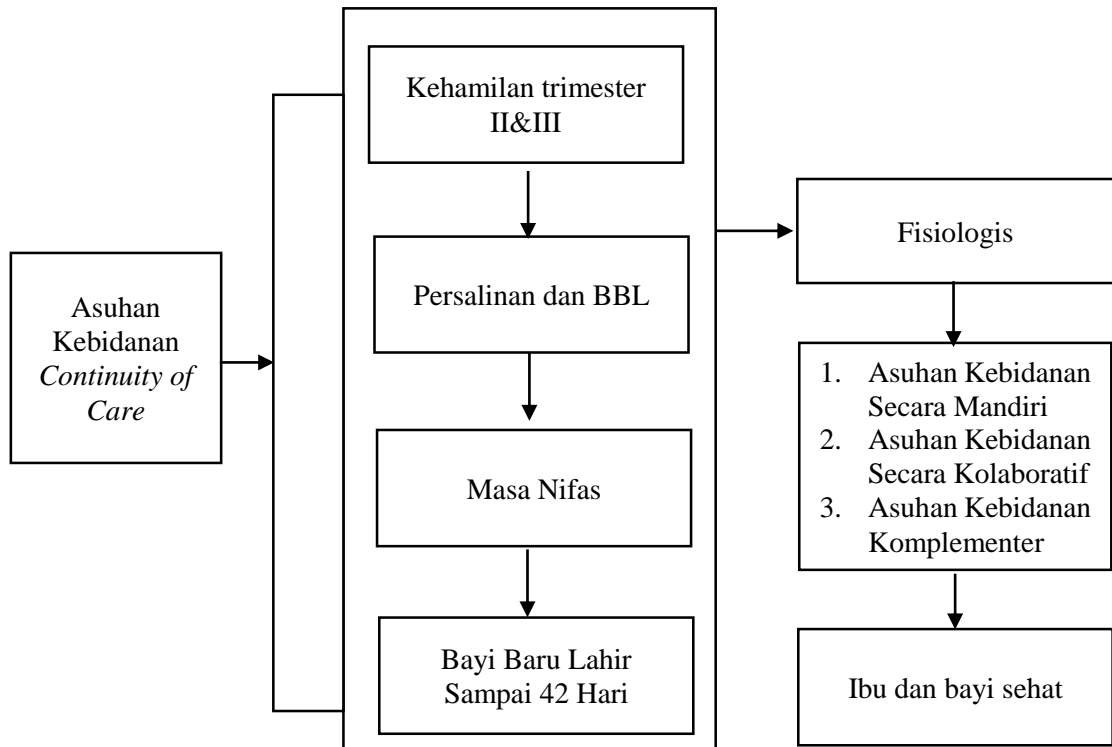 Asuhan
Kebidanan
Continuity of
Care
Kehamilan trimester
II&III
Persalinan dan BBL
Masa Nifas
Bayi Baru Lahir
Sampai 42 Hari
Fisiologis
1. Asuhan Kebidanan
Secara Mandiri
2. Asuhan Kebidanan
Secara Kolaboratif
3. Asuhan Kebidanan
Komplementer
Ibu dan bayi sehat